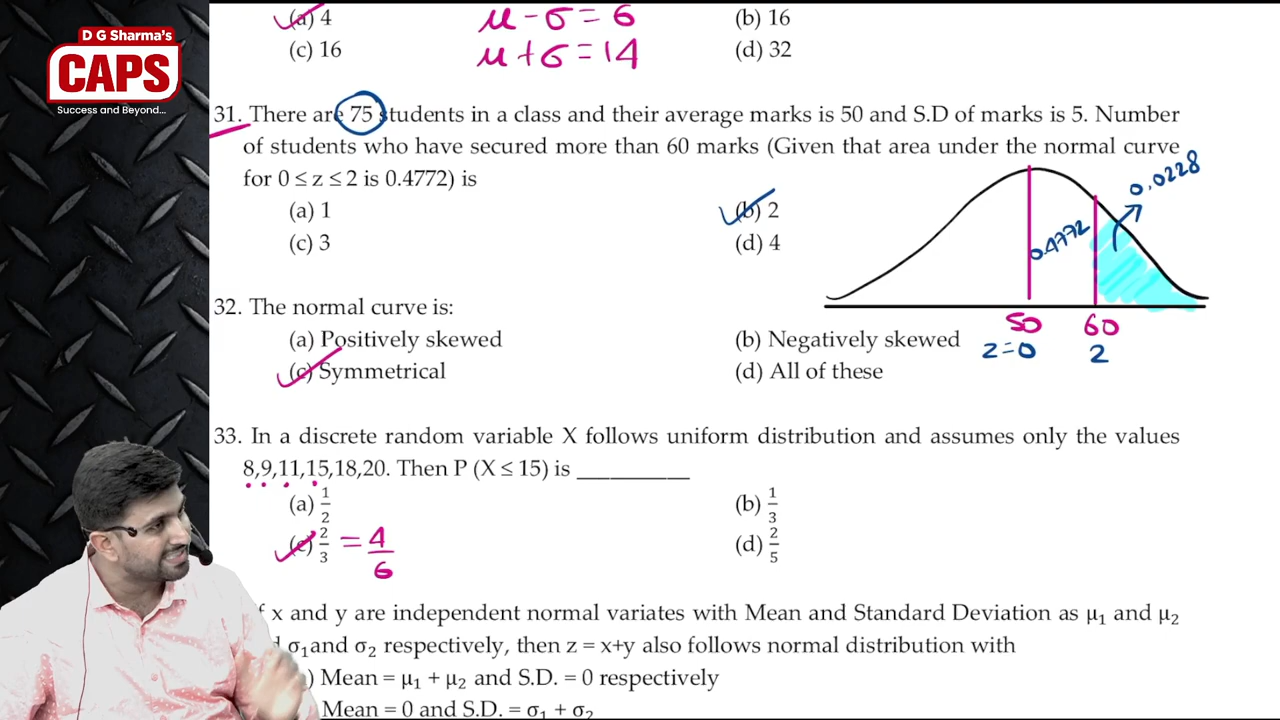 D G Sharma's
CAPS
Success and Beyond...
(a) 4
μ - σ = 6
(b) 16
(c) 16
μ + σ = 14
(d) 32
31. There are 75 students in a class and their average marks is 50 and S.D of marks is 5. Number
of students who have secured more than 60 marks (Given that area under the normal curve
for 0 ≤ z ≤ 2 is 0.4772) is
(a) 1
(b) 2
(c) 3
(d) 4
0.4772
0.0228
50
60
z=0
2
32. The normal curve is:
(a) Positively skewed
(b) Negatively skewed
(c) Symmetrical
(d) All of these
33. In a discrete random variable X follows uniform distribution and assumes only the values
8,9,11,15,18,20. Then P (X ≤ 15) is __________
(a) 1/2
(b) 1/3
(c) 2/3 = 4/6
(d) 2/5
x and y are independent normal variates with Mean and Standard Deviation as μ₁ and μ₂
σ₁and σ₂ respectively, then z = x+y also follows normal distribution with
) Mean = μ₁ + μ₂ and S.D. = 0 respectively
Mean = 0 and S.D. = σ₁ + σ₂